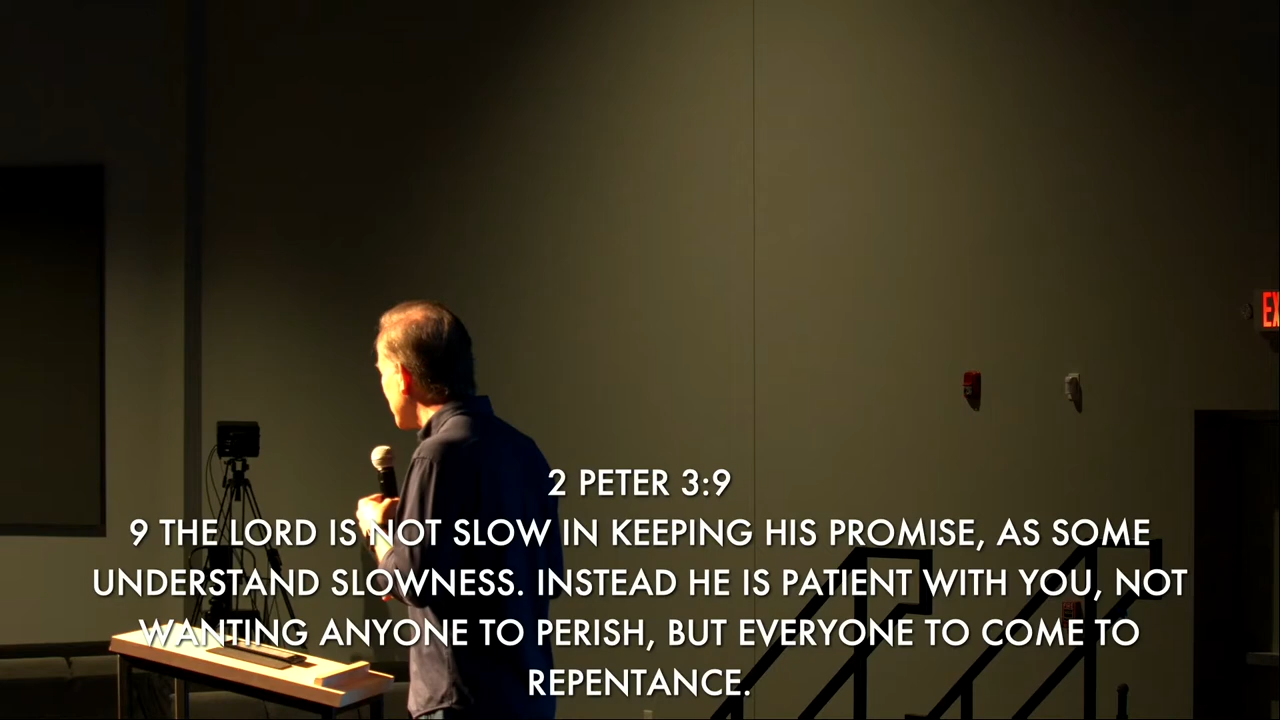 EX
2 PETER 3:9
9 THE LORD IS NOT SLOW IN KEEPING HIS PROMISE, AS SOME
UNDERSTAND SLOWNESS. INSTEAD HE IS PATIENT WITH YOU, NOT
WANTING ANYONE TO PERISH, BUT EVERYONE TO COME TO
REPENTANCE.